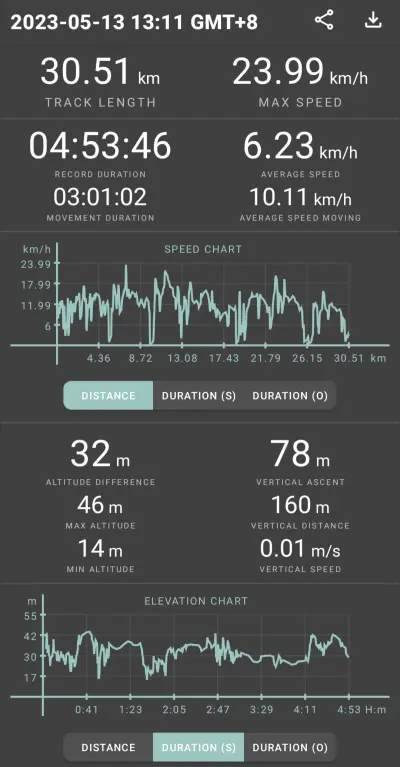 2023-05-13 13:11 GMT+8
30.51 km 23.99 km/h
TRACK LENGTH MAX SPEED
04:53:46 6.23 km/h
RECORD DURATION AVERAGE SPEED
03:01:02 10.11 km/h
MOVEMENT DURATION AVERAGE SPEED MOVING
km/h SPEED CHART
23.99
17.99
11.99
6
4.36 8.72 13.08 17.43 21.79 26.15 30.51 km
DISTANCE DURATION (S) DURATION (O)
32 m 78 m
ALTITUDE DIFFERENCE VERTICAL ASCENT
46 m 160 m
MAX ALTITUDE VERTICAL DISTANCE
14 m 0.01 m/s
MIN ALTITUDE VERTICAL SPEED
m ELEVATION CHART
55
42
30
17
0:41 1:23 2:05 2:47 3:29 4:11 4:53 H:m
DISTANCE DURATION (S) DURATION (O)